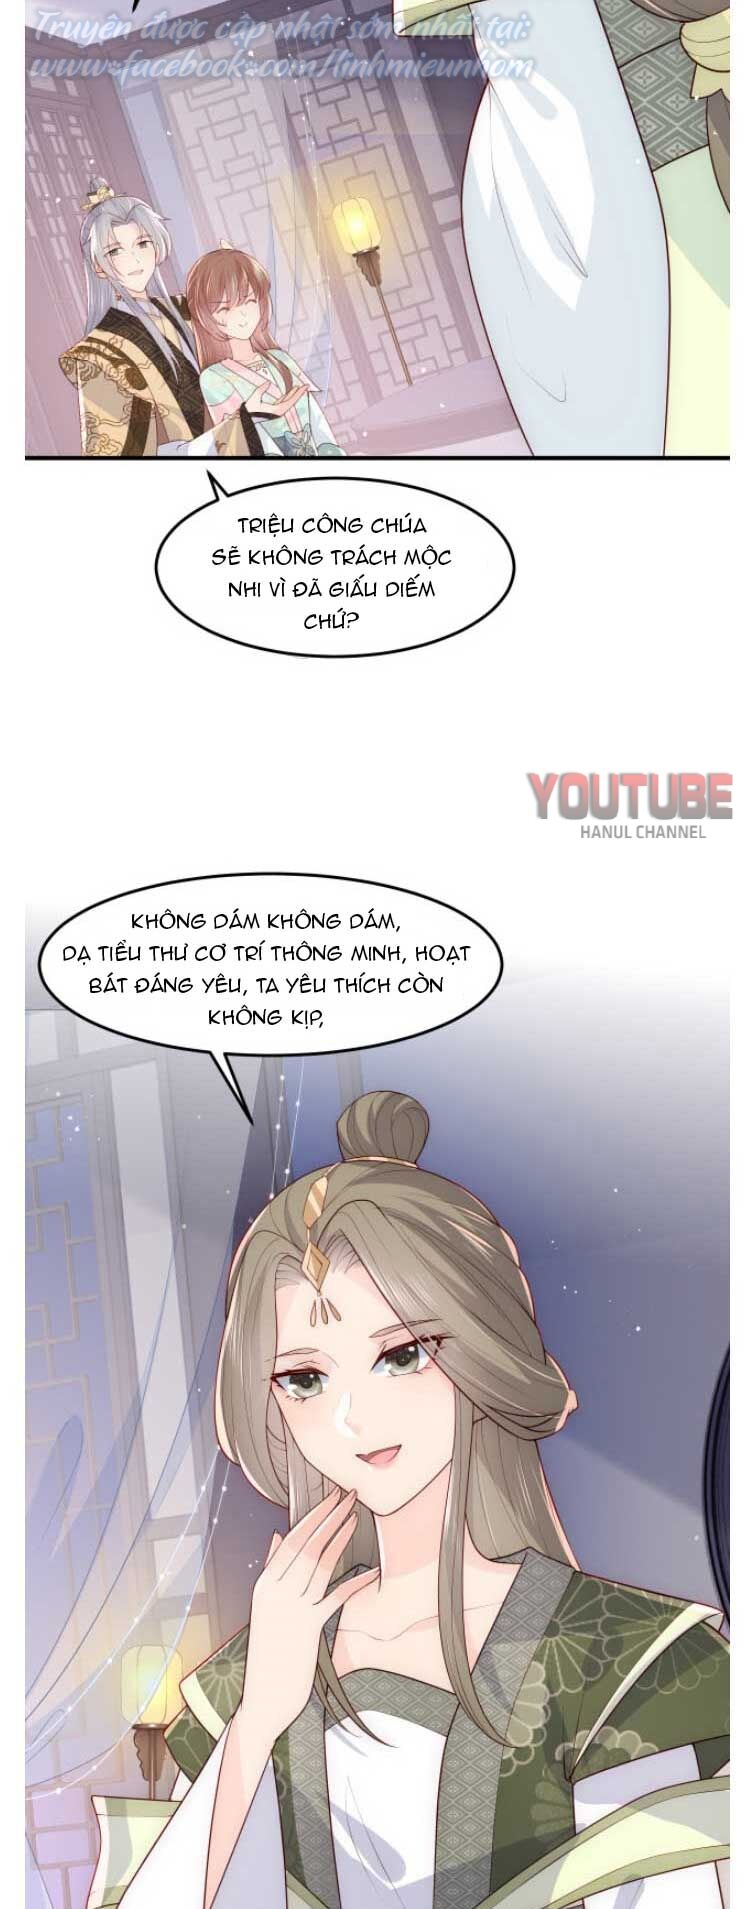 Truyện được cập nhật sớm nhất tại:
www.facebook.com/linhmieunhom
TRIỆU CÔNG CHÚA
SẼ KHÔNG TRÁCH MỘC
NHI VÌ ĐÃ GIẤU DIẾM
CHỨ?
YOUTUBE
HANUL CHANNEL
KHÔNG DÁM KHÔNG DÁM,
DẠ TIỂU THƯ CƠ TRÍ THÔNG MINH, HOẠT
BÁT ĐÁNG YÊU, TA YÊU THÍCH CÒN
KHÔNG KỊP,